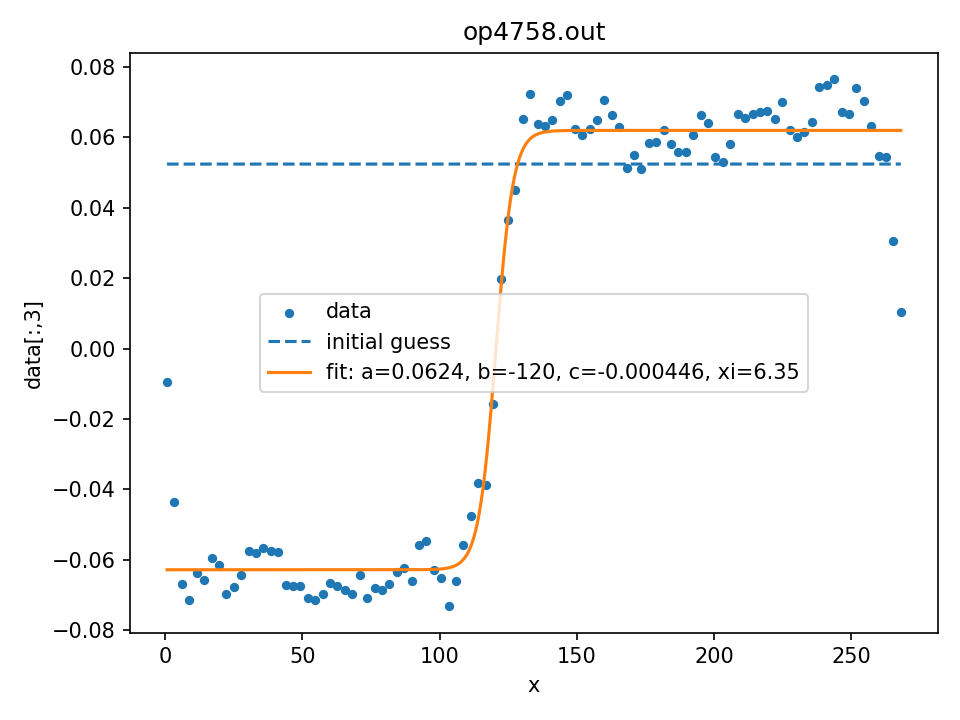 op4758.out
0.08
0.06
0.04
0.02
0.00
−0.02
−0.04
−0.06
−0.08
data[:,3]
data
initial guess
fit: a=0.0624, b=-120, c=-0.000446, xi=6.35
0 50 100 150 200 250
x